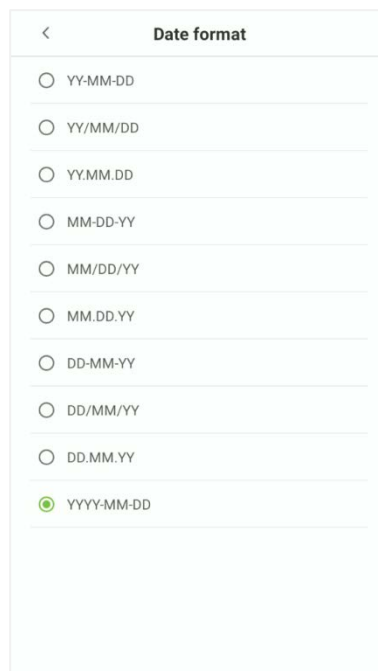 Date format
YY-MM-DD
YY/MM/DD
YY.MM.DD
MM-DD-YY
MM/DD/YY
MM.DD.YY
DD-MM-YY
DD/MM/YY
DD.MM.YY
YYYY-MM-DD